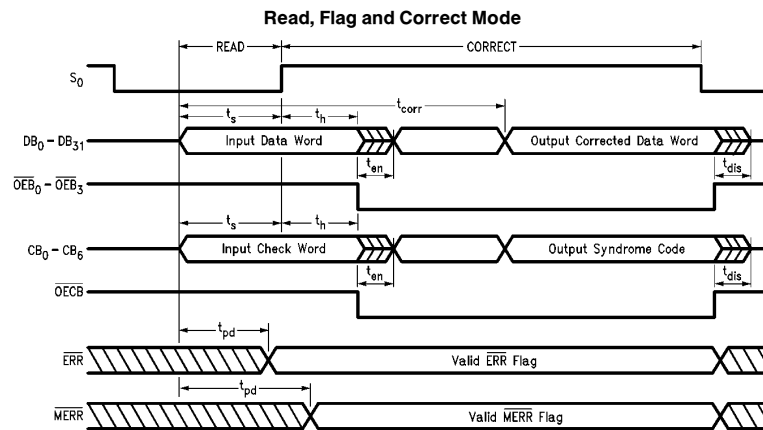 Read, Flag and Correct Mode
READ CORRECT
S0
ts th tcorr
DB0 - DB31 Input Data Word Output Corrected Data Word
ten tdis
OEB0 - OEB3
ts th
CB0 - CB6 Input Check Word Output Syndrome Code
ten tdis
OECB
tpd
ERR Valid ERR Flag
tpd
MERR Valid MERR Flag